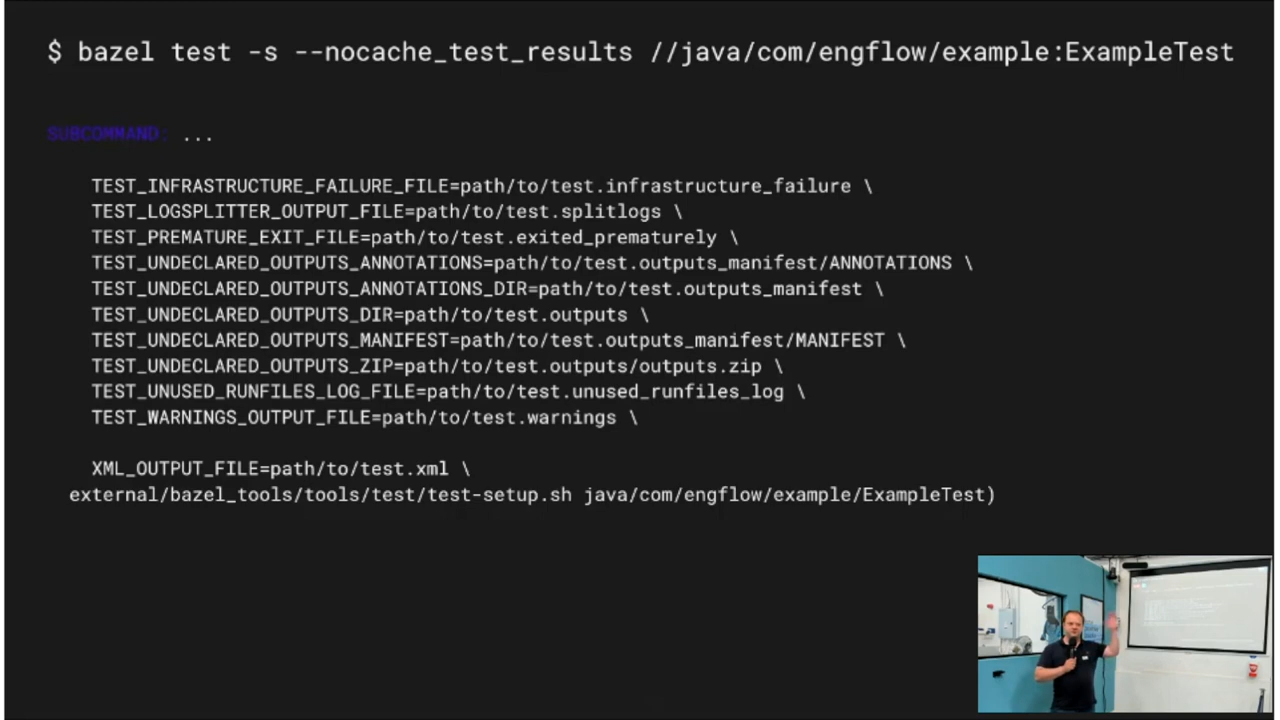 $ bazel test -s --nocache_test_results //java/com/engflow/example:ExampleTest
SUBCOMMAND: ...
TEST_INFRASTRUCTURE_FAILURE_FILE=path/to/test.infrastructure_failure \
TEST_LOGSPLITTER_OUTPUT_FILE=path/to/test.splitlogs \
TEST_PREMATURE_EXIT_FILE=path/to/test.exited_prematurely \
TEST_UNDECLARED_OUTPUTS_ANNOTATIONS=path/to/test.outputs_manifest/ANNOTATIONS \
TEST_UNDECLARED_OUTPUTS_ANNOTATIONS_DIR=path/to/test.outputs_manifest \
TEST_UNDECLARED_OUTPUTS_DIR=path/to/test.outputs \
TEST_UNDECLARED_OUTPUTS_MANIFEST=path/to/test.outputs_manifest/MANIFEST \
TEST_UNDECLARED_OUTPUTS_ZIP=path/to/test.outputs/outputs.zip \
TEST_UNUSED_RUNFILES_LOG_FILE=path/to/test.unused_runfiles_log \
TEST_WARNINGS_OUTPUT_FILE=path/to/test.warnings \
XML_OUTPUT_FILE=path/to/test.xml \
external/bazel_tools/tools/test/test-setup.sh java/com/engflow/example/ExampleTest)